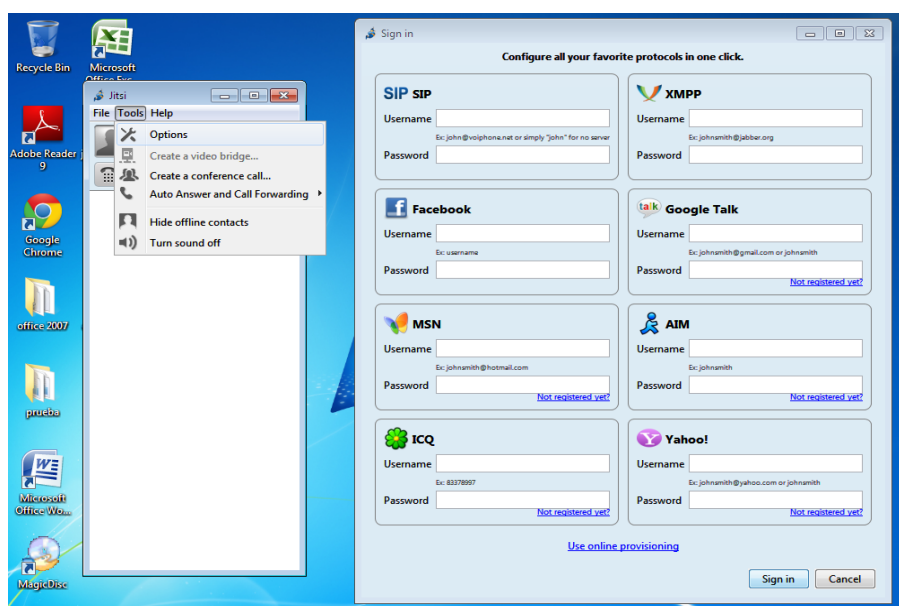 Recycle Bin
Microsoft
Office Exc...
Adobe Reader
9
Google
Chrome
office 2007
prueba
Microsoft
Office Wo...
MagicDisc
Jitsi
File Tools Help
Options
Create a video bridge...
Create a conference call...
Auto Answer and Call Forwarding
Hide offline contacts
Turn sound off
Sign in
Configure all your favorite protocols in one click.
SIP SIP
Username
Ex: john@voiphone.net or simply "john" for no server
Password
XMPP
Username
Ex: johnsmith@jabber.org
Password
Facebook
Username
Ex: username
Password
talk Google Talk
Username
Ex: johnsmith@gmail.com or johnsmith
Password
Not registered yet?
MSN
Username
Ex: johnsmith@hotmail.com
Password
Not registered yet?
AIM
Username
Ex: johnsmith
Password
Not registered yet?
ICQ
Username
Ex: 83378997
Password
Not registered yet?
Yahoo!
Username
Ex: johnsmith@yahoo.com or johnsmith
Password
Not registered yet?
Use online provisioning
Sign in Cancel